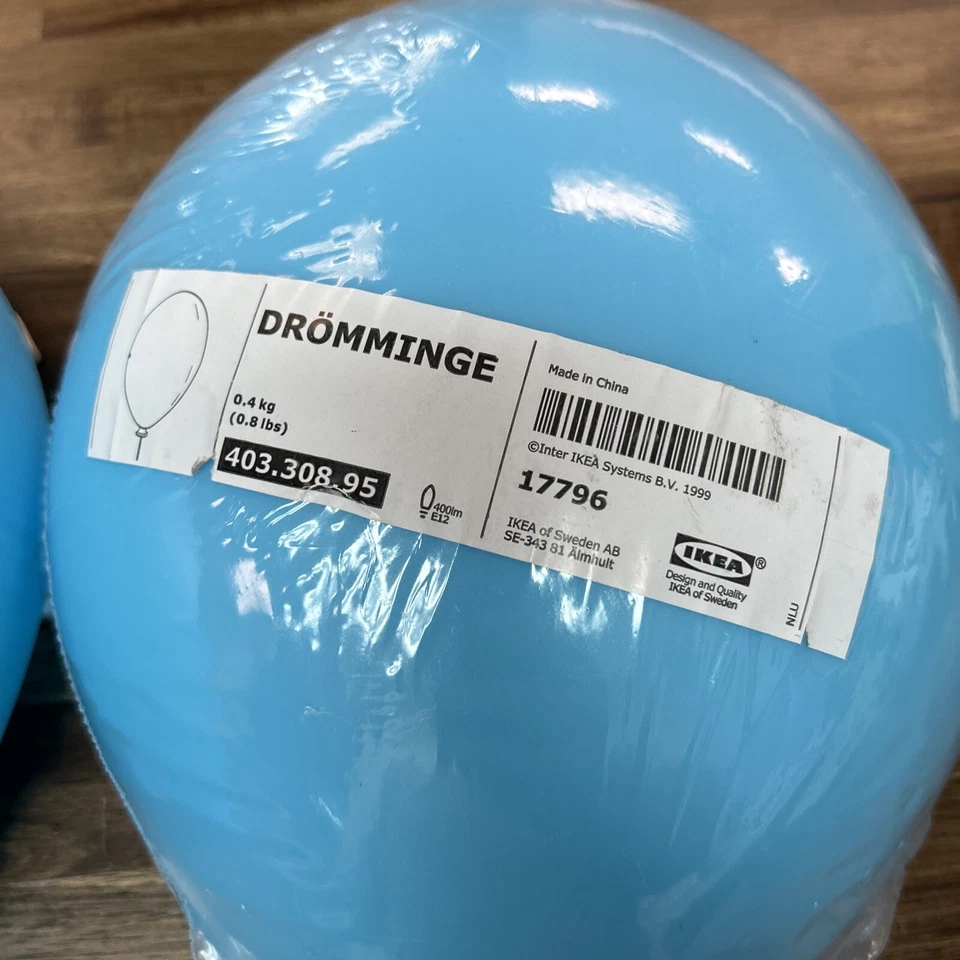 DRÖMMINGE
0.4 kg
(0.8 lbs)
403.308.95
400lm
E12
Made in China
©Inter IKEA Systems B.V. 1999
17796
IKEA of Sweden AB
SE-343 81 Älmhult
IKEA®
Design and Quality
IKEA of Sweden
NLU